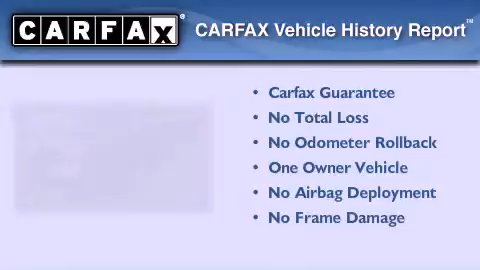 CARFAX® CARFAX Vehicle History Report™
• Carfax Guarantee
• No Total Loss
• No Odometer Rollback
• One Owner Vehicle
• No Airbag Deployment
• No Frame Damage